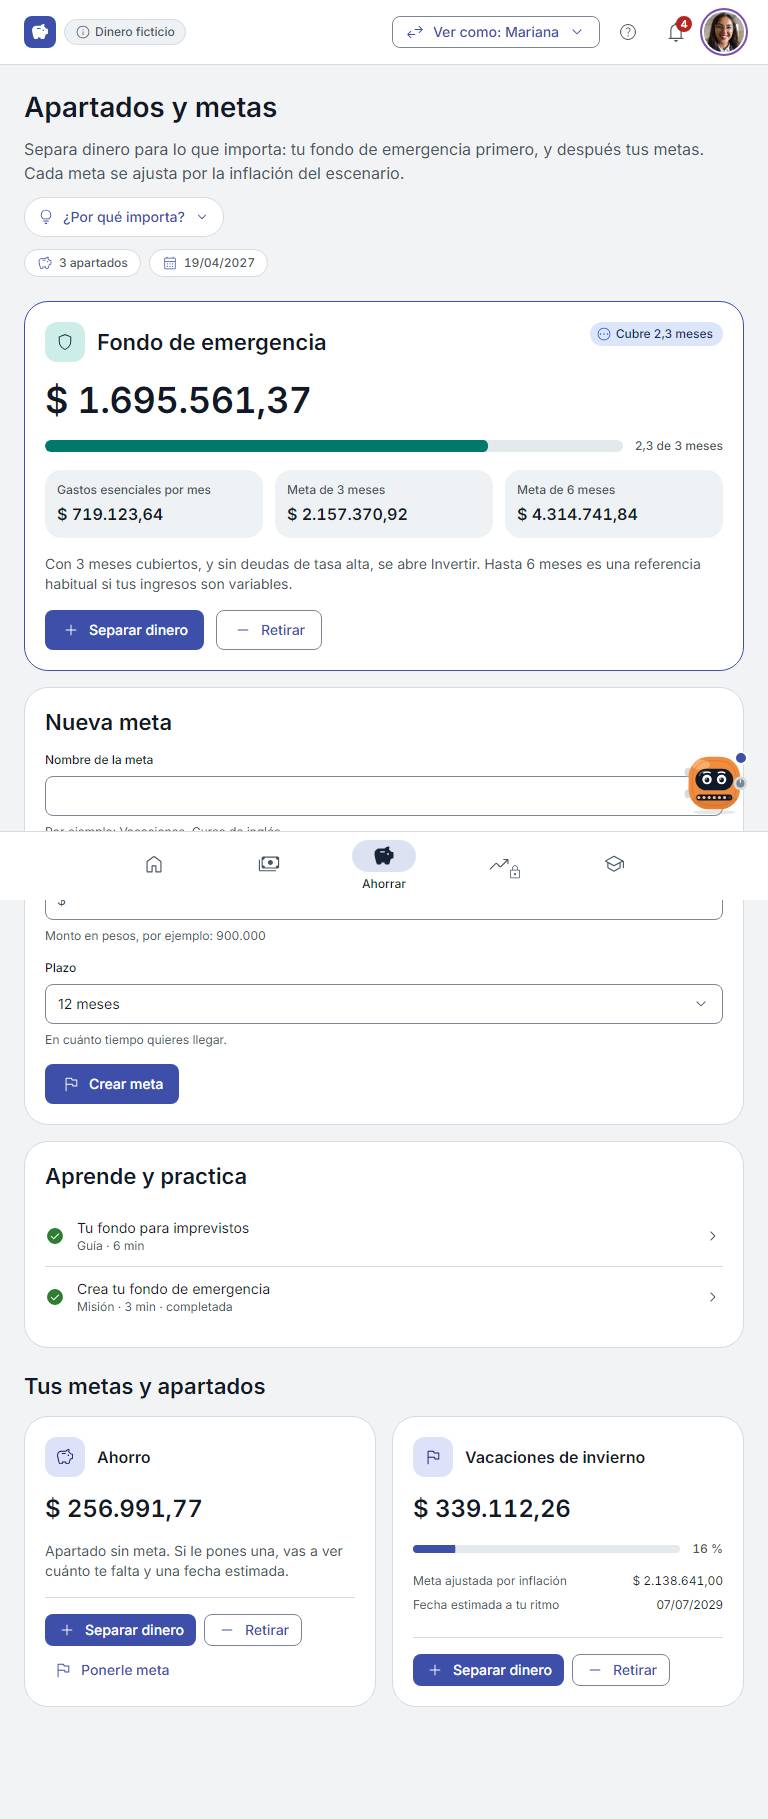 Dinero ficticio
Ver como: Mariana
4
Apartados y metas
Separa dinero para lo que importa: tu fondo de emergencia primero, y después tus metas.
Cada meta se ajusta por la inflación del escenario.
¿Por qué importa?
3 apartados
19/04/2027
Fondo de emergencia
Cubre 2,3 meses
$ 1.695.561,37
2,3 de 3 meses
Gastos esenciales por mes
$ 719.123,64
Meta de 3 meses
$ 2.157.370,92
Meta de 6 meses
$ 4.314.741,84
Con 3 meses cubiertos, y sin deudas de tasa alta, se abre Invertir. Hasta 6 meses es una referencia
habitual si tus ingresos son variables.
Separar dinero
Retirar
Nueva meta
Nombre de la meta
Por ejemplo: Vacaciones, Curso de inglés
Ahorrar
$
Monto en pesos, por ejemplo: 900.000
Plazo
12 meses
En cuánto tiempo quieres llegar.
Crear meta
Aprende y practica
Tu fondo para imprevistos
Guía · 6 min
Crea tu fondo de emergencia
Misión · 3 min · completada
Tus metas y apartados
Ahorro
$ 256.991,77
Apartado sin meta. Si le pones una, vas a ver
cuánto te falta y una fecha estimada.
Separar dinero
Retirar
Ponerle meta
Vacaciones de invierno
$ 339.112,26
16 %
Meta ajustada por inflación
$ 2.138.641,00
Fecha estimada a tu ritmo
07/07/2029
Separar dinero
Retirar